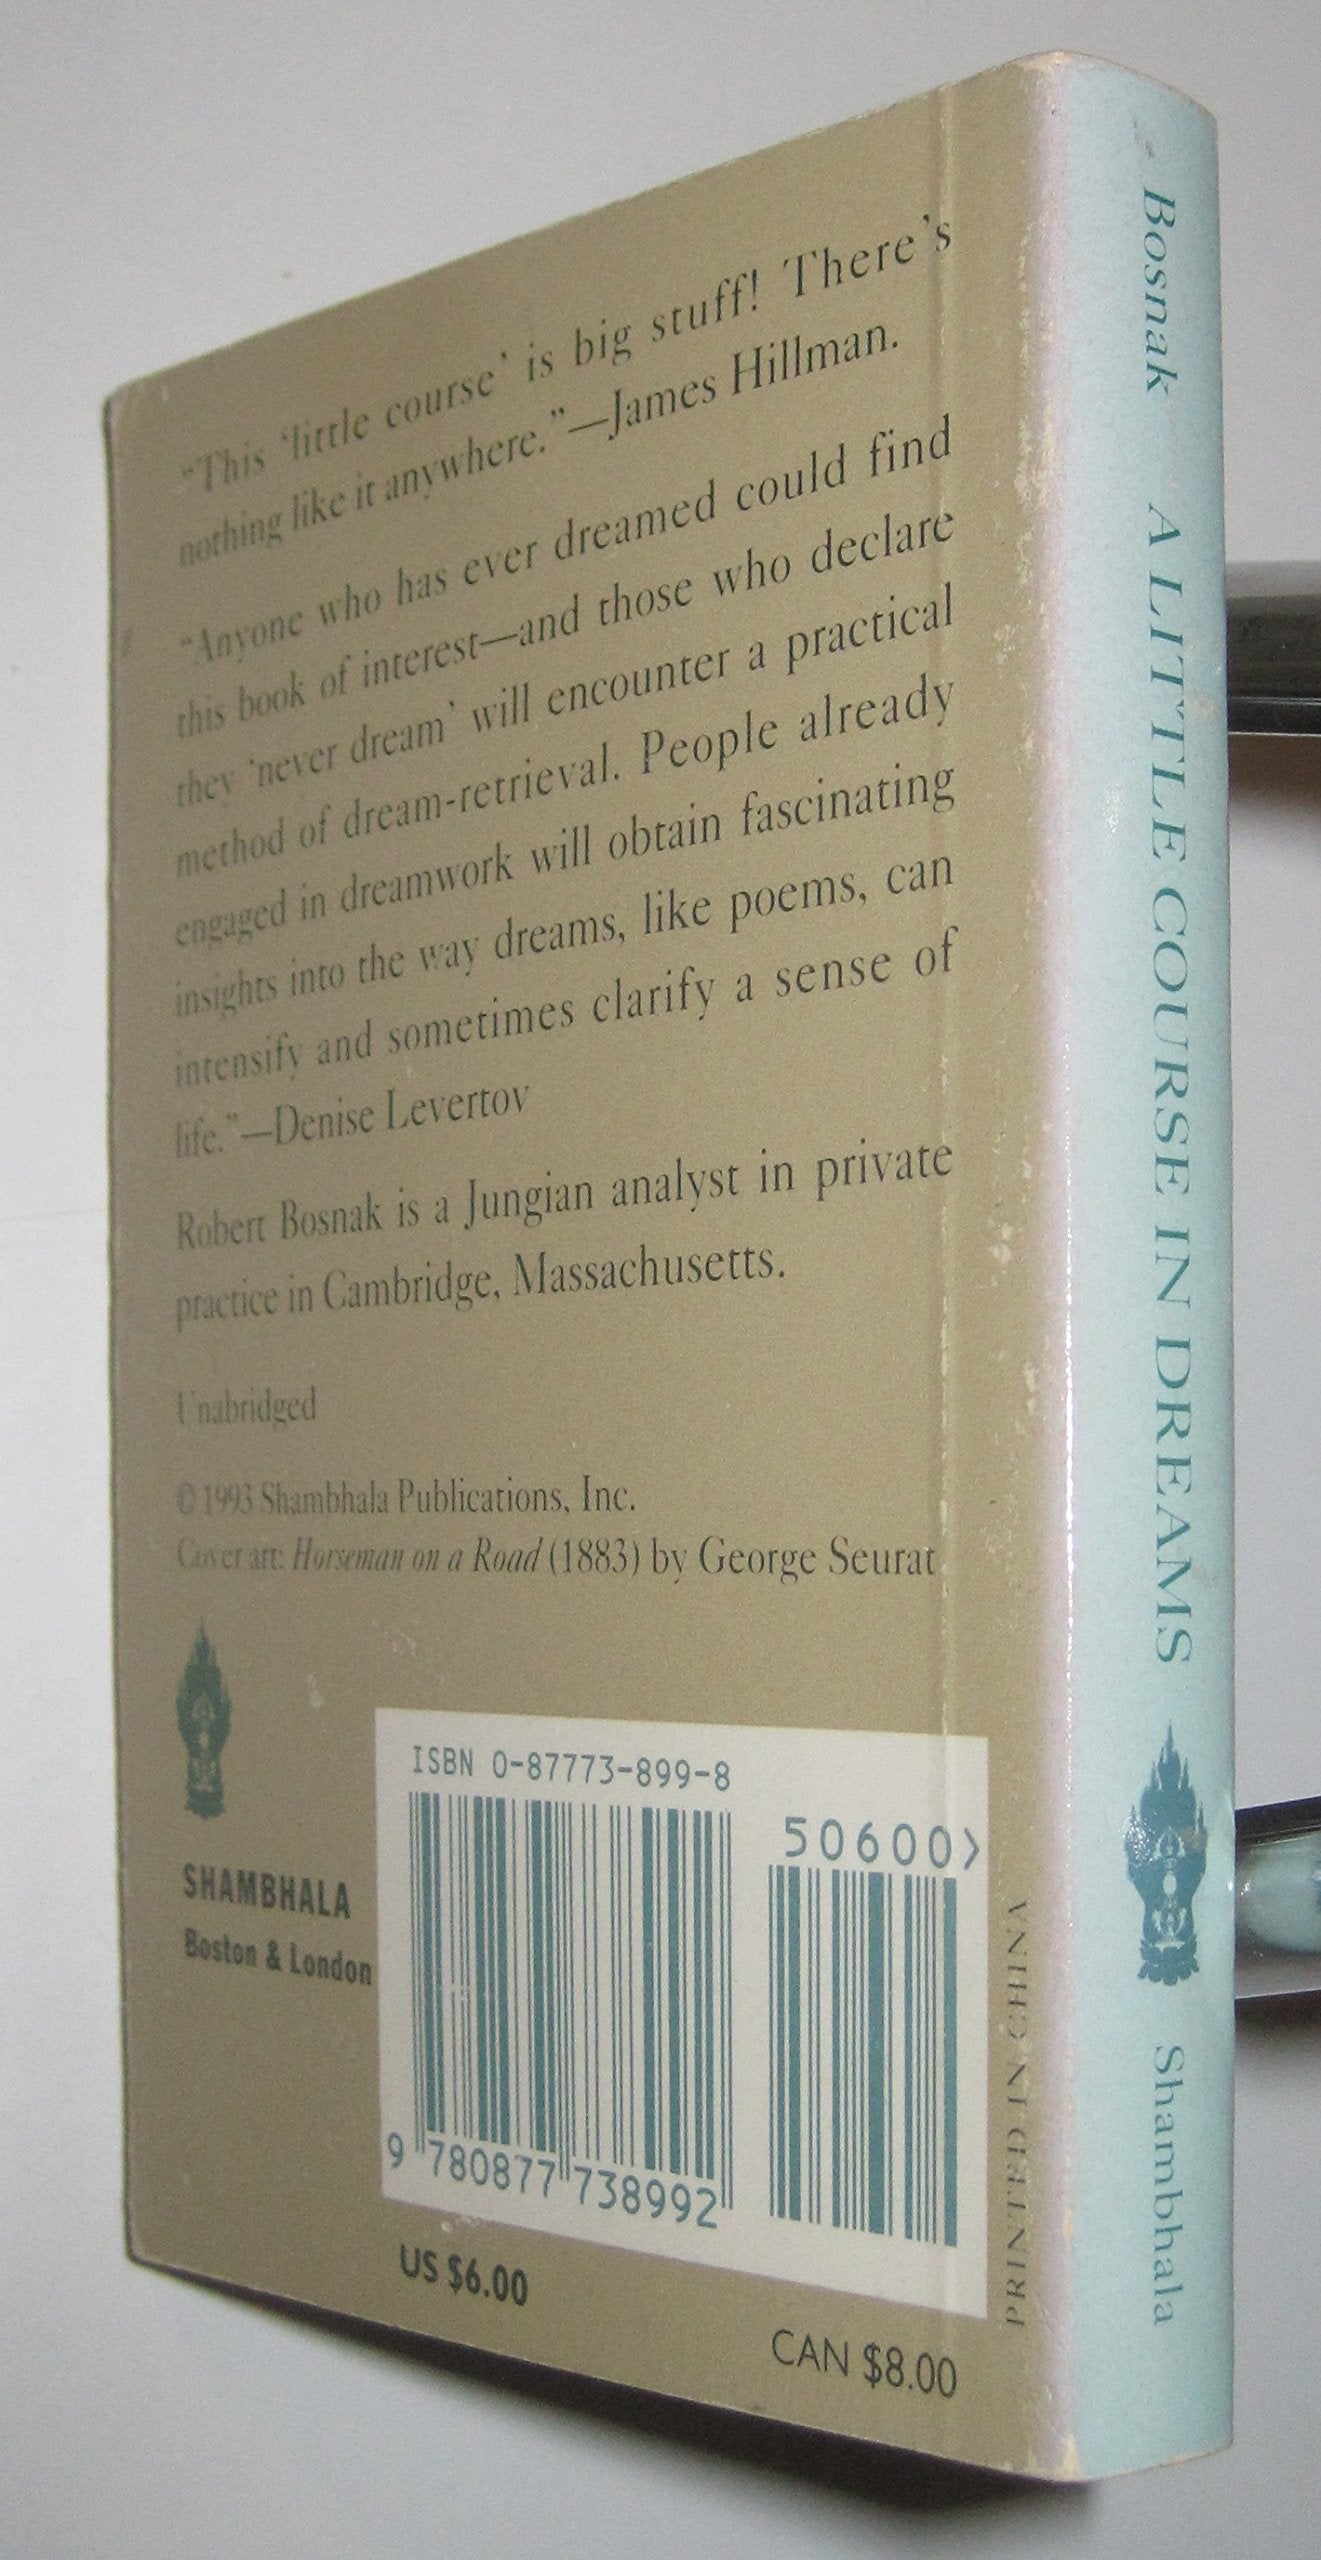 “This ‘little course’ is big stuff! There’s
nothing like it anywhere.”—James Hillman.
“Anyone who has ever dreamed could find
this book of interest—and those who declare
they ‘never dream’ will encounter a practical
method of dream-retrieval. People already
engaged in dreamwork will obtain fascinating
insights into the way dreams, like poems, can
intensify and sometimes clarify a sense of
life.”—Denise Levertov
Robert Bosnak is a Jungian analyst in private
practice in Cambridge, Massachusetts.
Unabridged
© 1993 Shambhala Publications, Inc.
Cover art: Horseman on a Road (1883) by George Seurat
SHAMBHALA
Boston & London
ISBN 0-87773-899-8
50600>
9 780877 738992
US $6.00
CAN $8.00
PRINTED IN CHINA
Bosnak A LITTLE COURSE IN DREAMS Shambhala